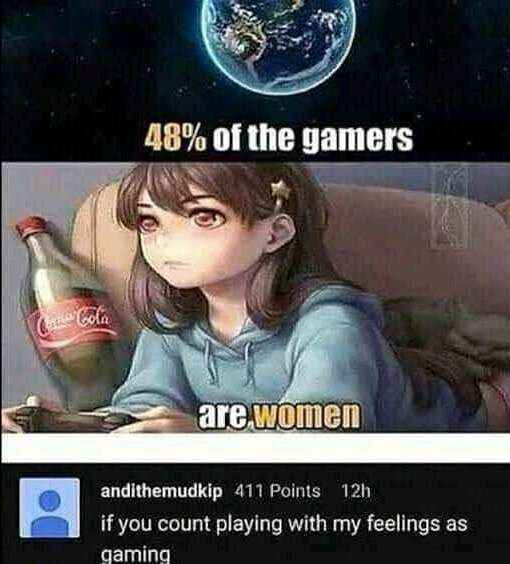 48% of the gamers
Coca-Cola
are women
andithemudkip 411 Points 12h
if you count playing with my feelings as
gaming